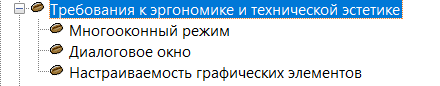 Требования к эргономике и технической эстетике
Многооконный режим
Диалоговое окно
Настраиваемость графических элементов